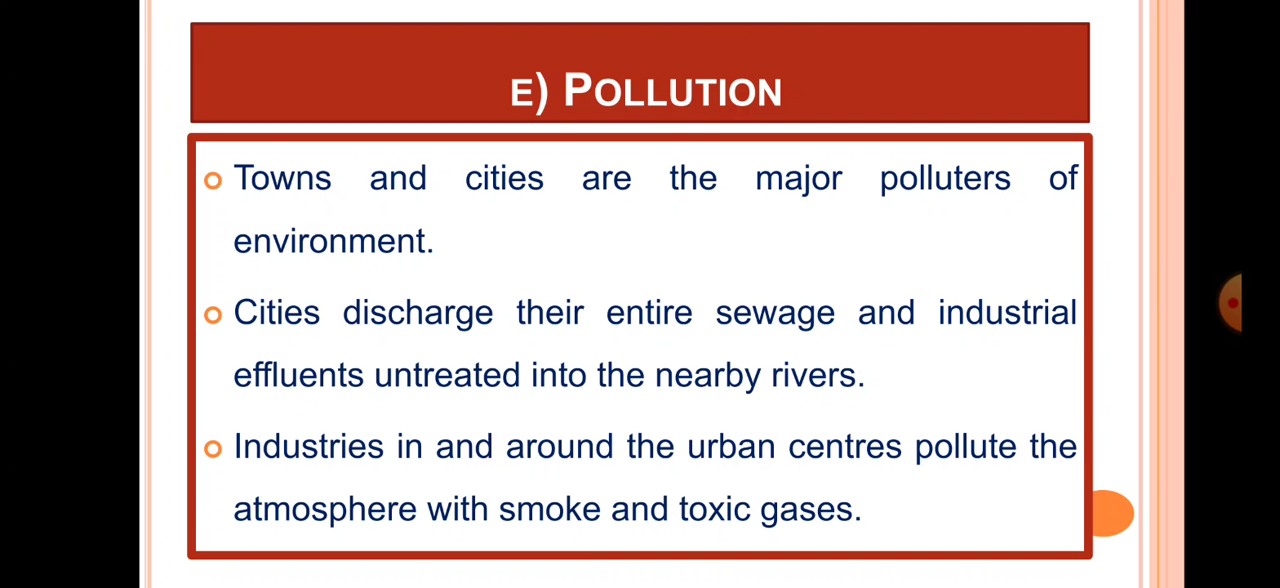 E) POLLUTION
Towns and cities are the major polluters of
environment.
Cities discharge their entire sewage and industrial
effluents untreated into the nearby rivers.
Industries in and around the urban centres pollute the
atmosphere with smoke and toxic gases.